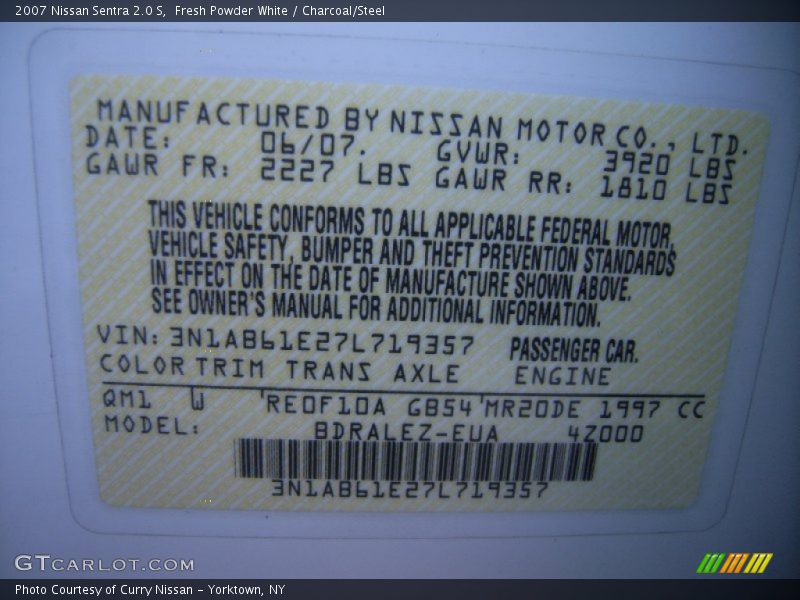 2007 Nissan Sentra 2.0 S,  Fresh Powder White / Charcoal/Steel
MANUFACTURED BY NISSAN MOTOR CO., LTD.
DATE: 06/07. GVWR: 3920 LBS
GAWR FR: 2227 LBS GAWR RR: 1810 LBS
THIS VEHICLE CONFORMS TO ALL APPLICABLE FEDERAL MOTOR
VEHICLE SAFETY, BUMPER AND THEFT PREVENTION STANDARDS
IN EFFECT ON THE DATE OF MANUFACTURE SHOWN ABOVE.
SEE OWNER'S MANUAL FOR ADDITIONAL INFORMATION.
VIN: 3N1AB61E27L719357 PASSENGER CAR.
COLOR TRIM TRANS AXLE ENGINE
QM1 W RE0F10A GB54 MR20DE 1997 CC
MODEL: BDRALEZ-EUA 4Z000
3N1AB61E27L719357
GTCARLOT.COM
Photo Courtesy of Curry Nissan - Yorktown, NY